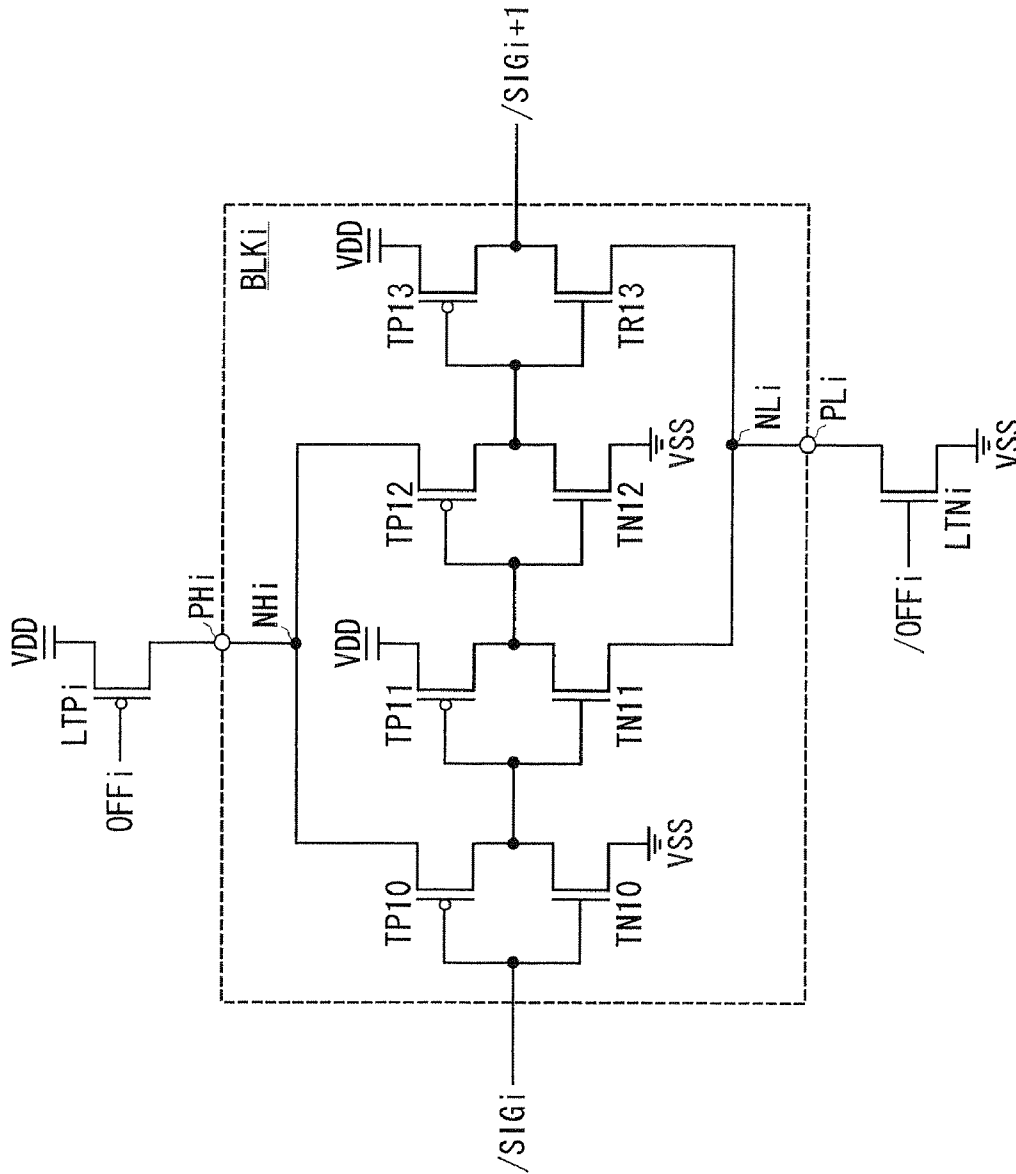 VDD
LTPi
OFFi
PHi
NHi
BLKi
VDD
VDD
TP10
TP11
TP12
TP13
/SIGi
/SIGi+1
TN10
TN11
TN12
TR13
VSS
VSS
NLi
PLi
/OFFi
LTNi
VSS